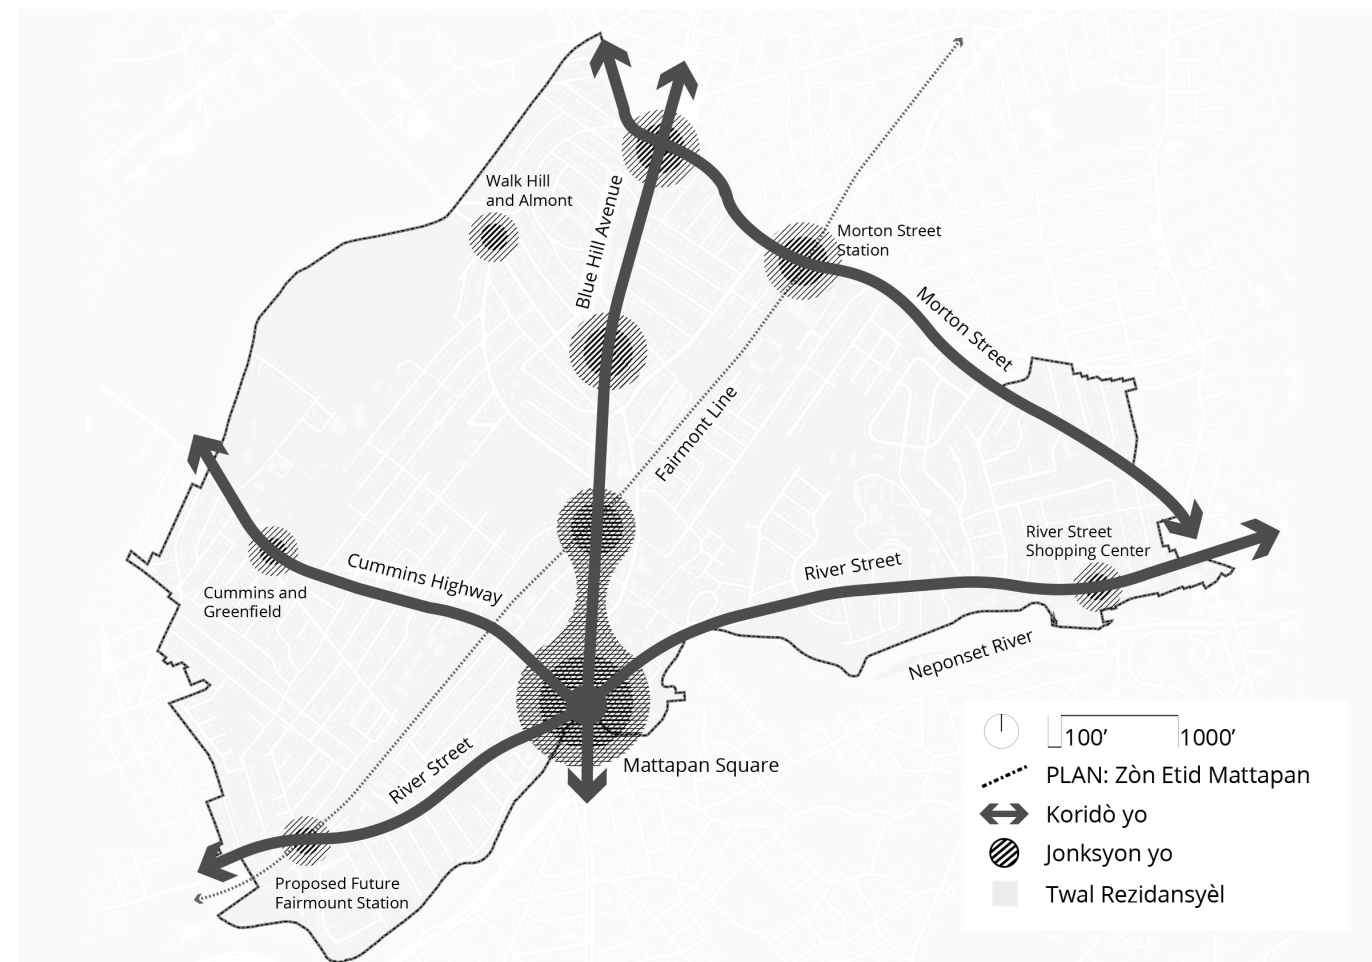 Walk Hill
and Almont
Blue Hill Avenue
Morton Street
Station
Morton Street
Fairmont Line
River Street
Shopping Center
River Street
Cummins Highway
Cummins and
Greenfield
Neponset River
River Street
Mattapan Square
Proposed Future
Fairmount Station
100’
1000’
PLAN: Zòn Etid Mattapan
Koridò yo
Jonksyon yo
Twal Rezidansyèl